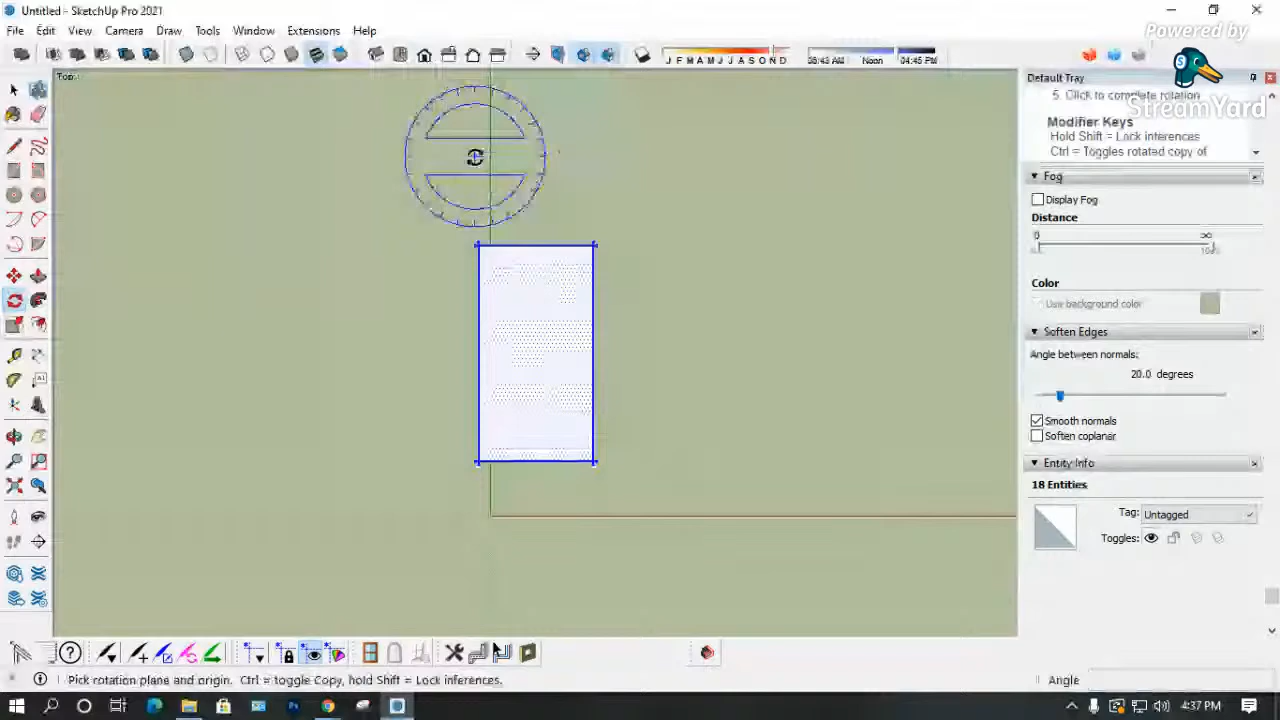 Untitled - SketchUp Pro 2021
File Edit View Camera Draw Tools Window Extensions Help
Powered by
StreamYard
J F M A M J J A S O N D
06:43 AM Noon 04:45 PM
Top
Default Tray
5. Click to complete rotation
Modifier Keys
Hold Shift = Lock inferences
Ctrl = Toggles rotated copy of
Fog
Display Fog
Distance
0 ∞
Color
Use background color
Soften Edges
Angle between normals:
20.0 degrees
Smooth normals
Soften coplanar
Entity Info
18 Entities
Tag: Untagged
Toggles:
Pick rotation plane and origin. Ctrl = toggle Copy, hold Shift = Lock inferences.
Angle
4:37 PM